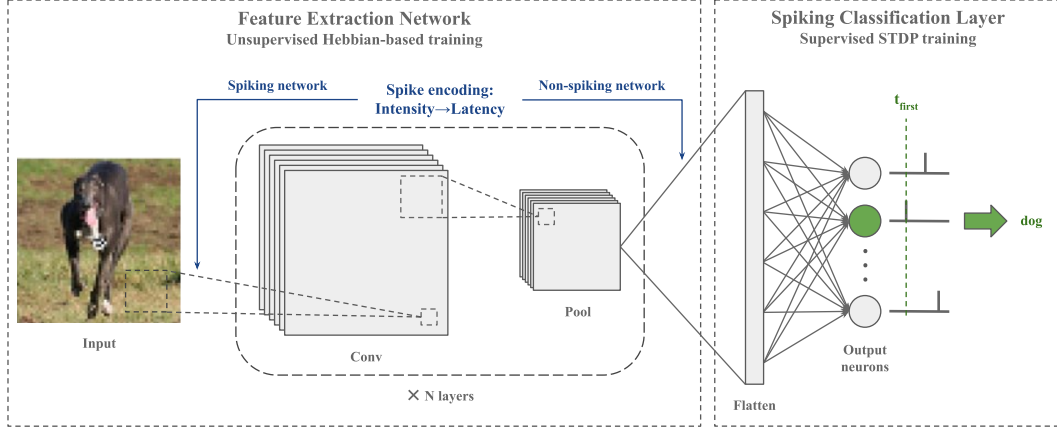 Feature Extraction Network
Unsupervised Hebbian-based training
Spiking network
Spike encoding:
Intensity→Latency
Non-spiking network
Input
Conv
Pool
× N layers
Spiking Classification Layer
Supervised STDP training
t_first
dog
Output
neurons
Flatten